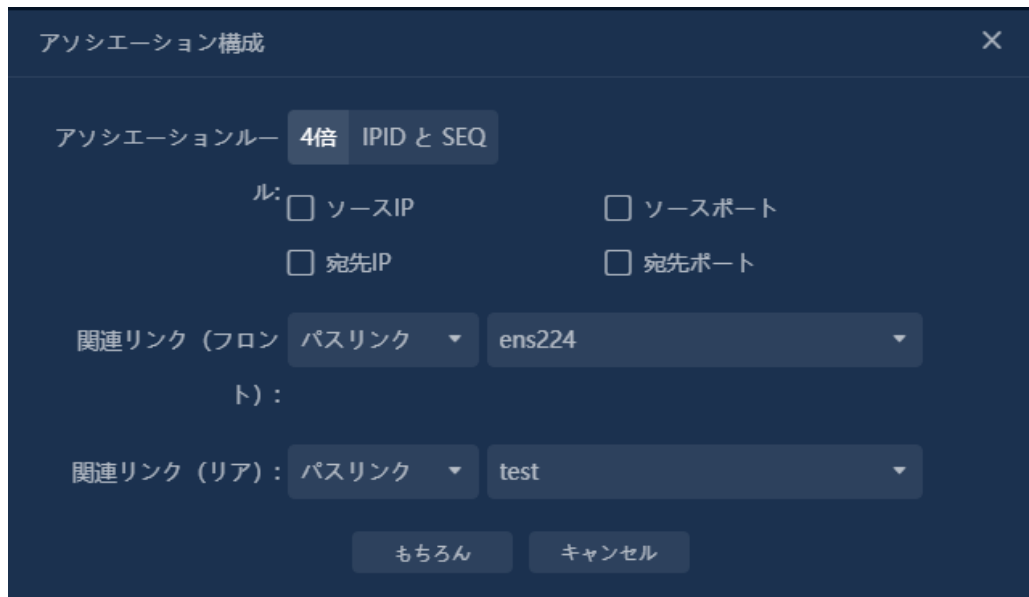 アソシエーション構成
アソシエーションルー 4倍 IPID と SEQ
ル:
ソースIP ソースポート
宛先IP 宛先ポート
関連リンク（フロン パスリンク ens224
ト）:
関連リンク（リア）: パスリンク test
もちろん キャンセル